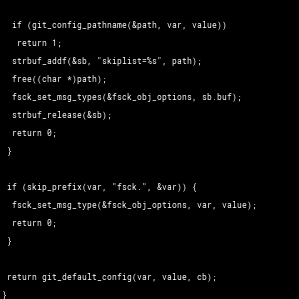 if (git_config_pathname(&path, var, value))
return 1;
strbuf_addf(&sb, "skiplist=%s", path);
free((char *)path);
fsck_set_msg_types(&fsck_obj_options, sb.buf);
strbuf_release(&sb);
return 0;
}
if (skip_prefix(var, "fsck.", &var)) {
fsck_set_msg_type(&fsck_obj_options, var, value);
return 0;
}
return git_default_config(var, value, cb);
}